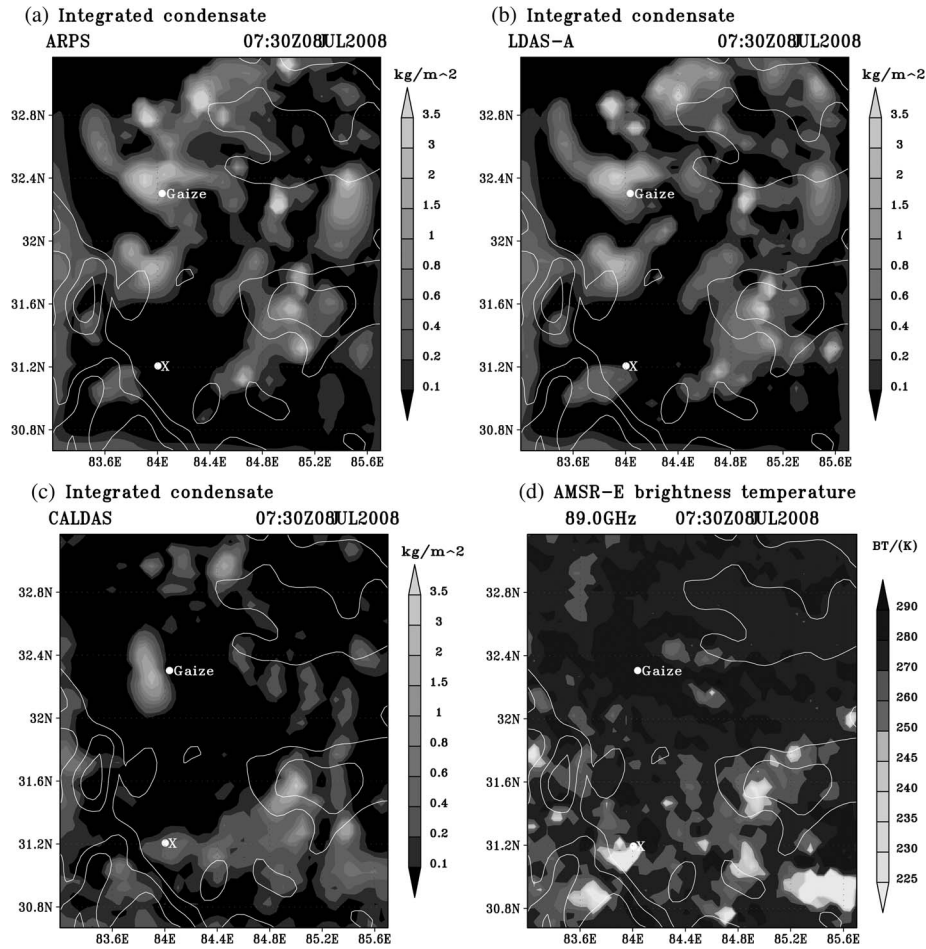 (a) Integrated condensate
ARPS 07:30Z08JUL2008
kg/m^2
3.5
3
2
1.5
1
0.8
0.6
0.4
0.2
0.1
32.8N
32.4N
32N
31.6N
31.2N
30.8N
83.6E 84E 84.4E 84.8E 85.2E 85.6E
Gaize
X
(b) Integrated condensate
LDAS-A 07:30Z08JUL2008
kg/m^2
3.5
3
2
1.5
1
0.8
0.6
0.4
0.2
0.1
32.8N
32.4N
32N
31.6N
31.2N
30.8N
83.6E 84E 84.4E 84.8E 85.2E 85.6E
Gaize
X
(c) Integrated condensate
CALDAS 07:30Z08JUL2008
kg/m^2
3.5
3
2
1.5
1
0.8
0.6
0.4
0.2
0.1
32.8N
32.4N
32N
31.6N
31.2N
30.8N
83.6E 84E 84.4E 84.8E 85.2E 85.6E
Gaize
X
(d) AMSR-E brightness temperature
89.0GHz 07:30Z08JUL2008
BT/(K)
290
280
270
260
250
245
240
235
230
225
32.8N
32.4N
32N
31.6N
31.2N
30.8N
83.6E 84E 84.4E 84.8E 85.2E 85.6E
Gaize
X